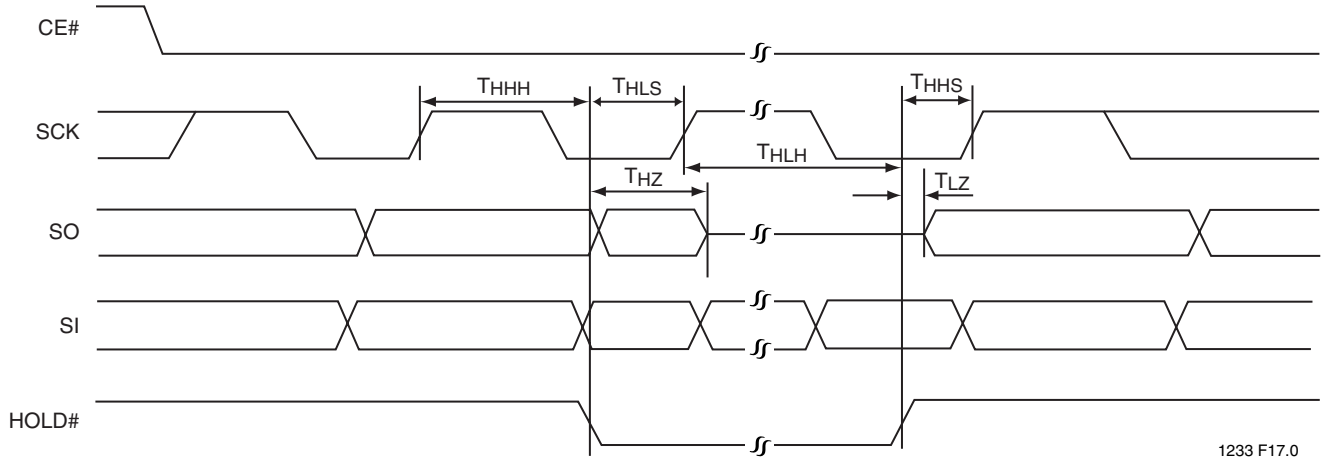 CE#
THHH THLS THHS
SCK
THLH
THZ TLZ
SO
SI
HOLD#
1233 F17.0